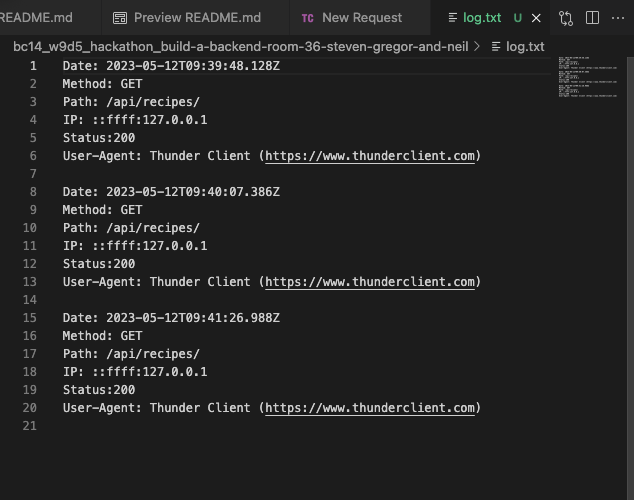 README.md
Preview README.md
TC New Request
log.txt U
bc14_w9d5_hackathon_build-a-backend-room-36-steven-gregor-and-neil > log.txt
1 Date: 2023-05-12T09:39:48.128Z
2 Method: GET
3 Path: /api/recipes/
4 IP: ::ffff:127.0.0.1
5 Status:200
6 User-Agent: Thunder Client (https://www.thunderclient.com)
7
8 Date: 2023-05-12T09:40:07.386Z
9 Method: GET
10 Path: /api/recipes/
11 IP: ::ffff:127.0.0.1
12 Status:200
13 User-Agent: Thunder Client (https://www.thunderclient.com)
14
15 Date: 2023-05-12T09:41:26.988Z
16 Method: GET
17 Path: /api/recipes/
18 IP: ::ffff:127.0.0.1
19 Status:200
20 User-Agent: Thunder Client (https://www.thunderclient.com)
21